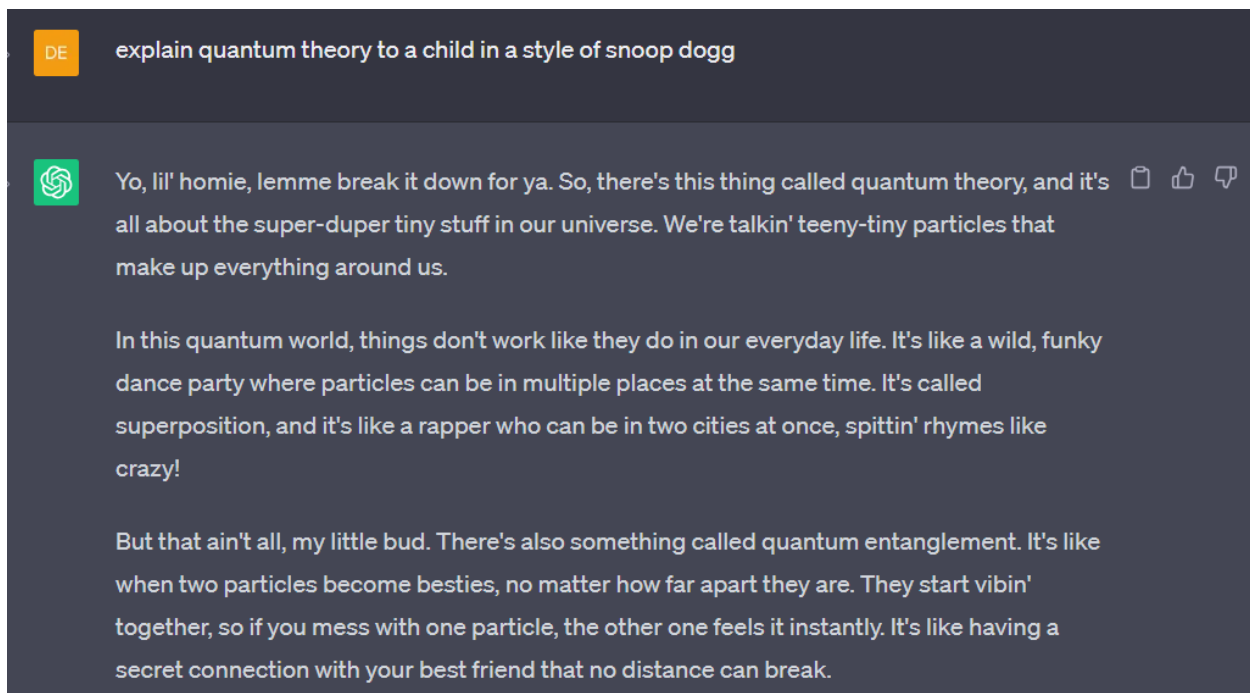 DE
explain quantum theory to a child in a style of snoop dogg
Yo, lil' homie, lemme break it down for ya. So, there's this thing called quantum theory, and it's
all about the super-duper tiny stuff in our universe. We're talkin' teeny-tiny particles that
make up everything around us.
In this quantum world, things don't work like they do in our everyday life. It's like a wild, funky
dance party where particles can be in multiple places at the same time. It's called
superposition, and it's like a rapper who can be in two cities at once, spittin' rhymes like
crazy!
But that ain't all, my little bud. There's also something called quantum entanglement. It's like
when two particles become besties, no matter how far apart they are. They start vibin'
together, so if you mess with one particle, the other one feels it instantly. It's like having a
secret connection with your best friend that no distance can break.